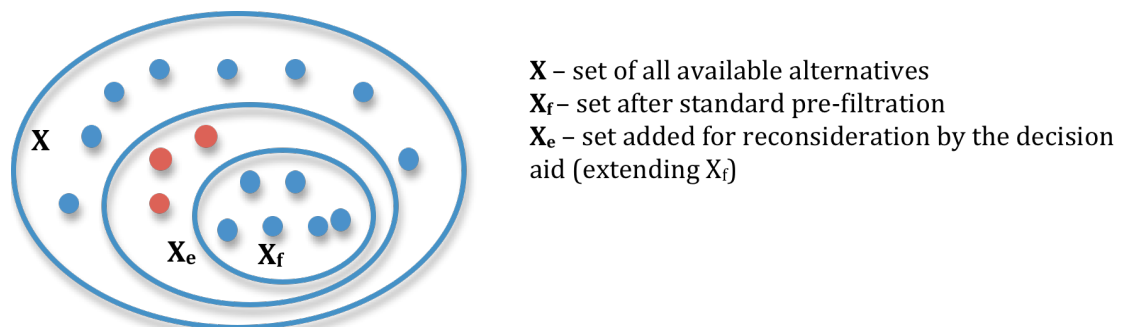 X
Xe
Xf
X – set of all available alternatives
Xf – set after standard pre-filtration
Xe – set added for reconsideration by the decision
aid (extending Xf)